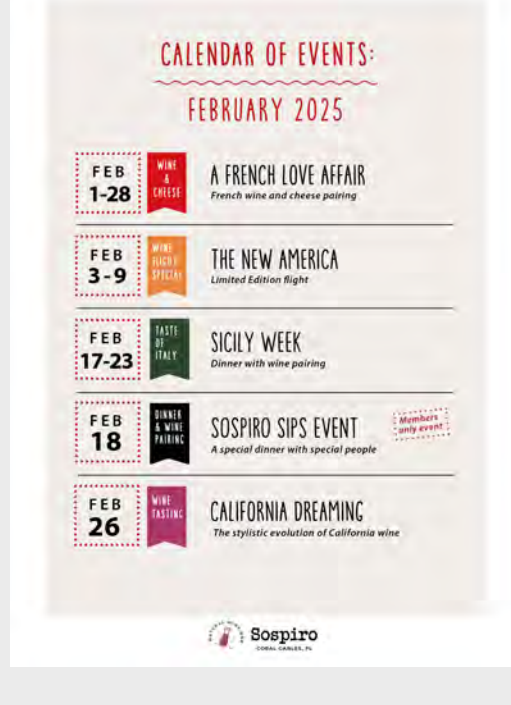 CALENDAR OF EVENTS:
FEBRUARY 2025
FEB
1-28
WINE
&
CHEESE
A FRENCH LOVE AFFAIR
French wine and cheese pairing
FEB
3-9
WINE
FLIGHT
SPECIAL
THE NEW AMERICA
Limited Edition flight
FEB
17-23
TASTE
OF
ITALY
SICILY WEEK
Dinner with wine pairing
FEB
18
DINNER
& WINE
PAIRING
SOSPIRO SIPS EVENT
A special dinner with special people
Members
only event
FEB
26
WINE
TASTING
CALIFORNIA DREAMING
The stylistic evolution of California wine
Sospiro
CORAL GABLES, FL